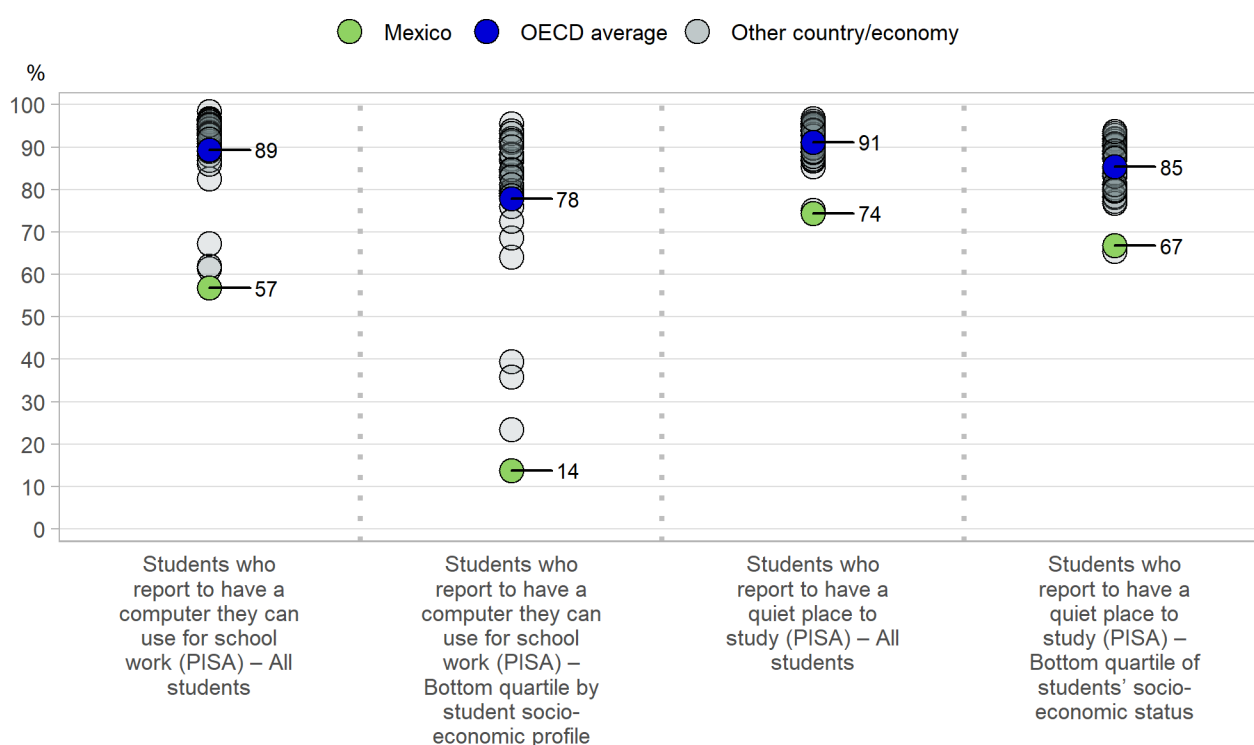 Mexico OECD average Other country/economy
%
100
90
80
70
60
50
40
30
20
10
0
89
57
78
14
91
74
85
67
Students who
report to have a
computer they can
use for school
work (PISA) – All
students
Students who
report to have a
computer they can
use for school
work (PISA) –
Bottom quartile by
student socio-
economic profile
Students who
report to have a
quiet place to
study (PISA) – All
students
Students who
report to have a
quiet place to
study (PISA) –
Bottom quartile of
students’ socio-
economic status